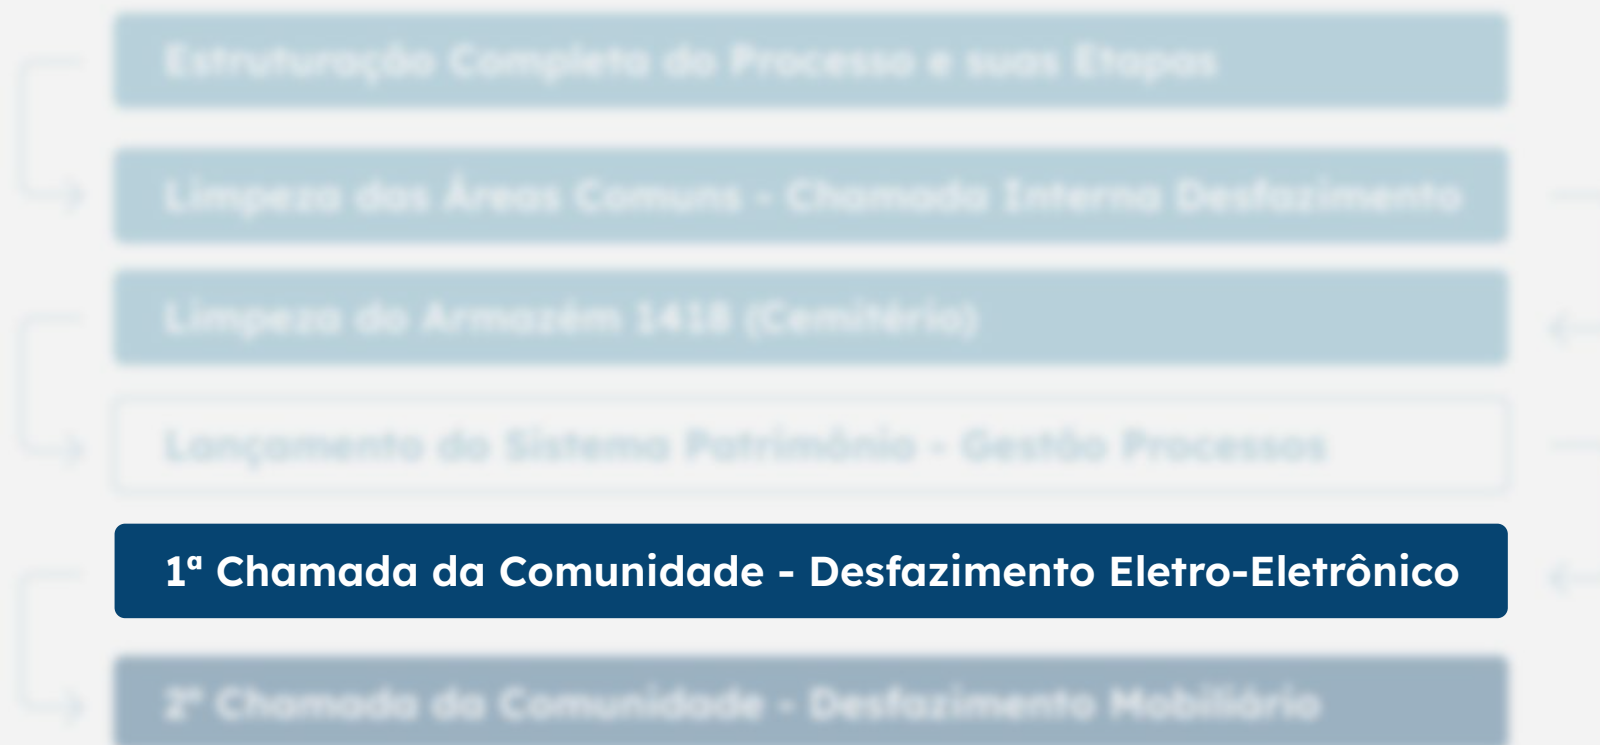 Estruturação Completa do Processo e suas Etapas
Limpeza das Áreas Comuns - Chamada Interna Desfazimento
Limpeza do Armazém 1418 (Cemitério)
Lançamento do Sistema Patrimônio - Gestão Processos
1ª Chamada da Comunidade - Desfazimento Eletro-Eletrônico
2ª Chamada da Comunidade - Desfazimento Mobiliário